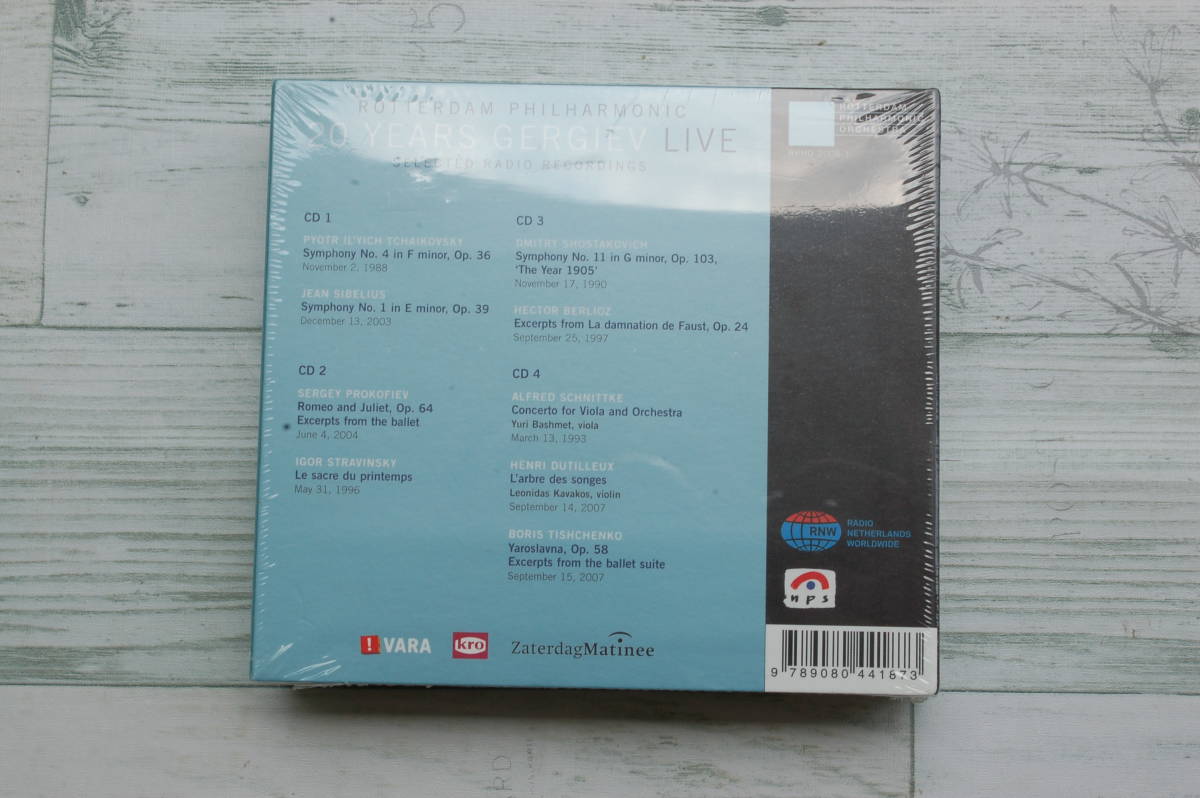 ROTTERDAM PHILHARMONIC
20 YEARS GERGIEV LIVE
SELECTED RADIO RECORDINGS
CD 1
PYOTR IL'YICH TCHAIKOVSKY
Symphony No. 4 in F minor, Op. 36
November 2, 1988
JEAN SIBELIUS
Symphony No. 1 in E minor, Op. 39
December 13, 2003
CD 2
SERGEY PROKOFIEV
Romeo and Juliet, Op. 64
Excerpts from the ballet
June 4, 2004
IGOR STRAVINSKY
Le sacre du printemps
May 31, 1996
CD 3
DMITRY SHOSTAKOVICH
Symphony No. 11 in G minor, Op. 103,
'The Year 1905'
November 17, 1990
HECTOR BERLIOZ
Excerpts from La damnation de Faust, Op. 24
September 25, 1997
CD 4
ALFRED SCHNITTKE
Concerto for Viola and Orchestra
Yuri Bashmet, viola
March 13, 1993
HENRI DUTILLEUX
L'arbre des songes
Leonidas Kavakos, violin
September 14, 2007
BORIS TISHCHENKO
Yaroslavna, Op. 58
Excerpts from the ballet suite
September 15, 2007
! VARA
kro
ZaterdagMatinee
ROTTERDAM
PHILHARMONIC
ORCHESTRA
RNW
RADIO
NETHERLANDS
WORLDWIDE
nps
9 789080 441873